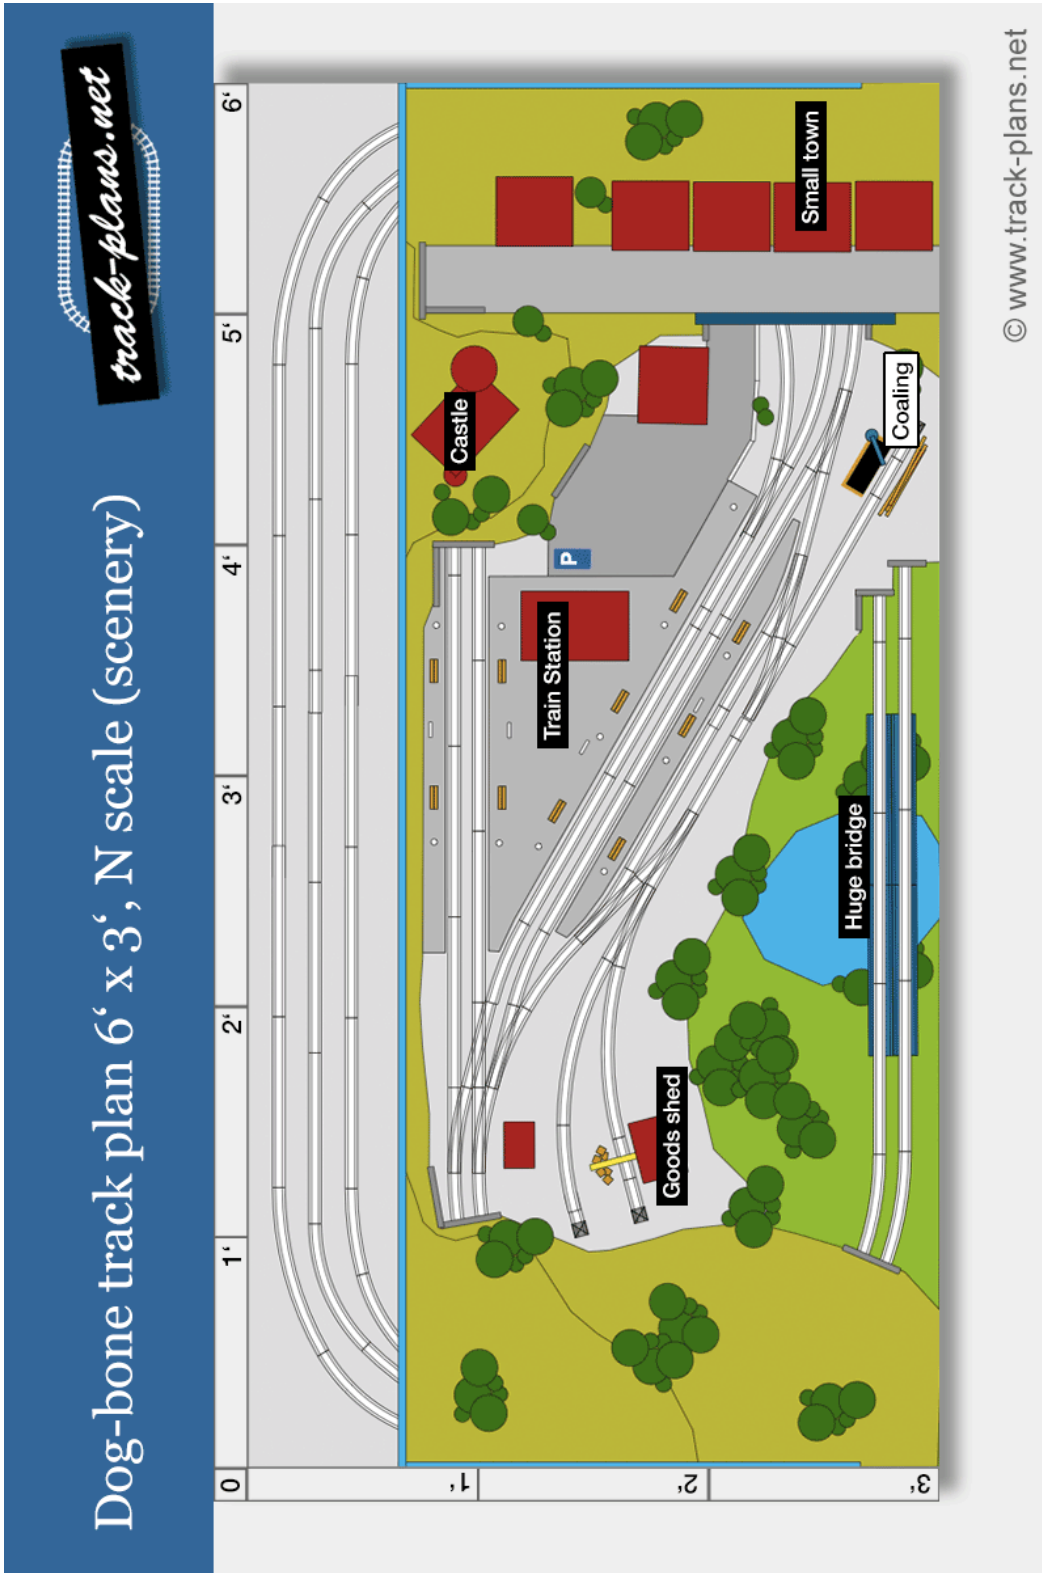 Dog-bone track plan 6‘ x 3‘, N scale (scenery)
track-plans.net
0
1‘
2‘
3‘
4‘
5‘
6‘
1‘
2‘
3‘
Castle
Train Station
P
Small town
Coaling
Huge bridge
Goods shed
© www.track-plans.net